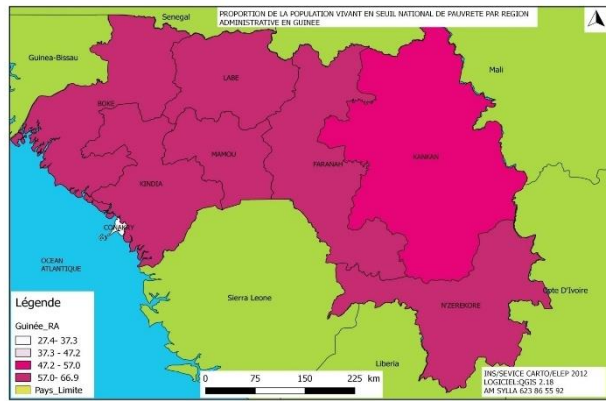 PROPORTION DE LA POPULATION VIVANT EN SEUIL NATIONAL DE PAUVRETE PAR REGION
ADMINISTRATIVE EN GUINEE
Senegal
Guinea-Bissau
Mali
LABE
BOKE
MAMOU
FARANAH
KANKAN
KINDIA
CONAKRY
OCEAN
ATLANTIQUE
Sierra Leone
N'ZEREKORE
Cote D'Ivoire
Liberia
Légende
Guinée_RA
27.4- 37.3
37.3 - 47.2
47.2 - 57.0
57.0- 66.9
Pays_Limite
0 75 150 225 km
INS/SEVICE CARTO/ELEP 2012
LOGICIEL:QGIS 2.18
AM SYLLA 623 86 55 92